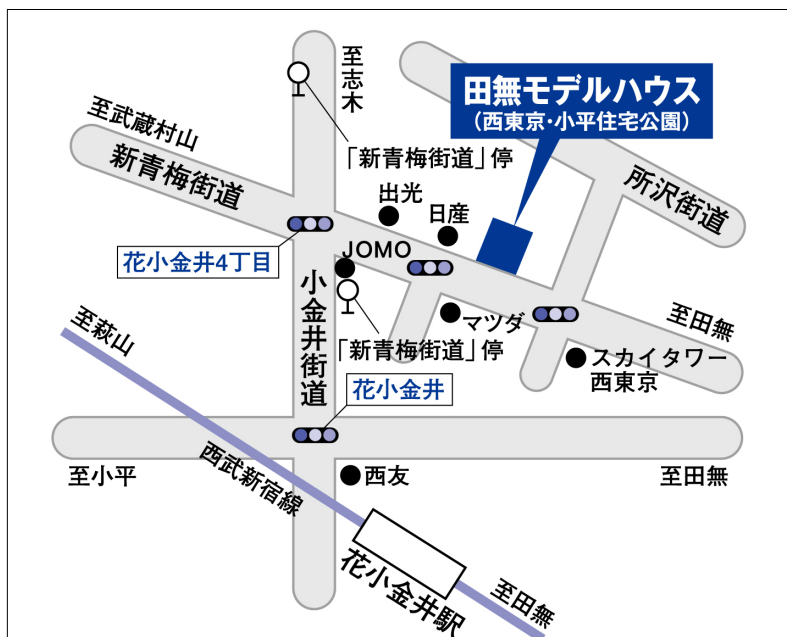 至志木
田無モデルハウス
(西東京・小平住宅公園)
至武蔵村山
新青梅街道
「新青梅街道」停
所沢街道
出光
日産
花小金井4丁目
JOMO
小金井街道
マツダ
至田無
至萩山
「新青梅街道」停
スカイタワー
西東京
花小金井
至小平
西武新宿線
西友
至田無
花小金井駅
至田無